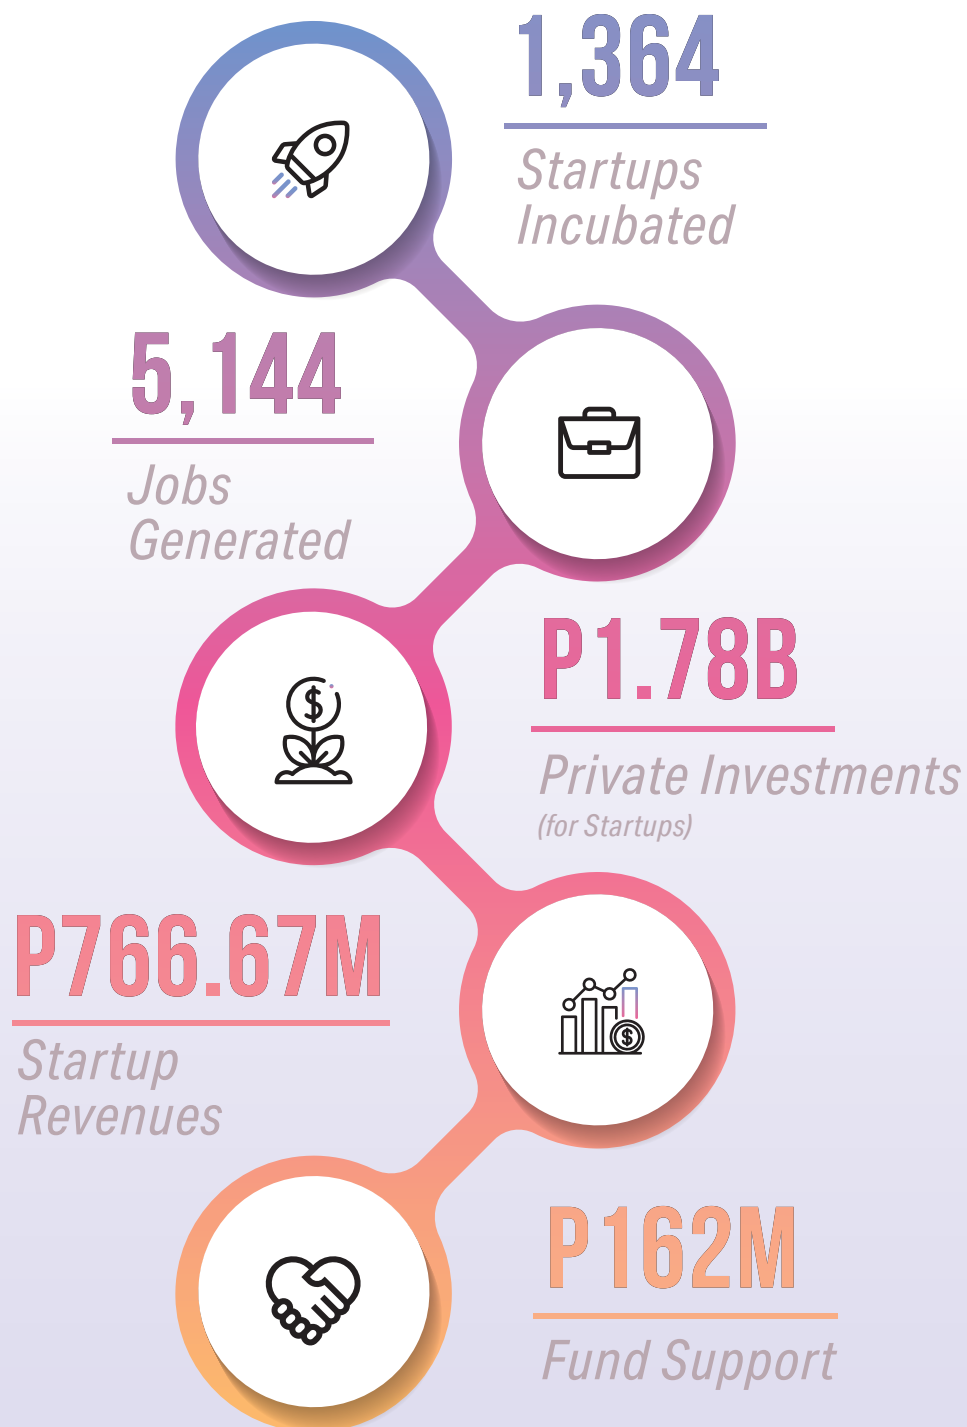 1,364
Startups
Incubated
5,144
Jobs
Generated
P1.78B
Private Investments
(for Startups)
P766.67M
Startup
Revenues
P162M
Fund Support